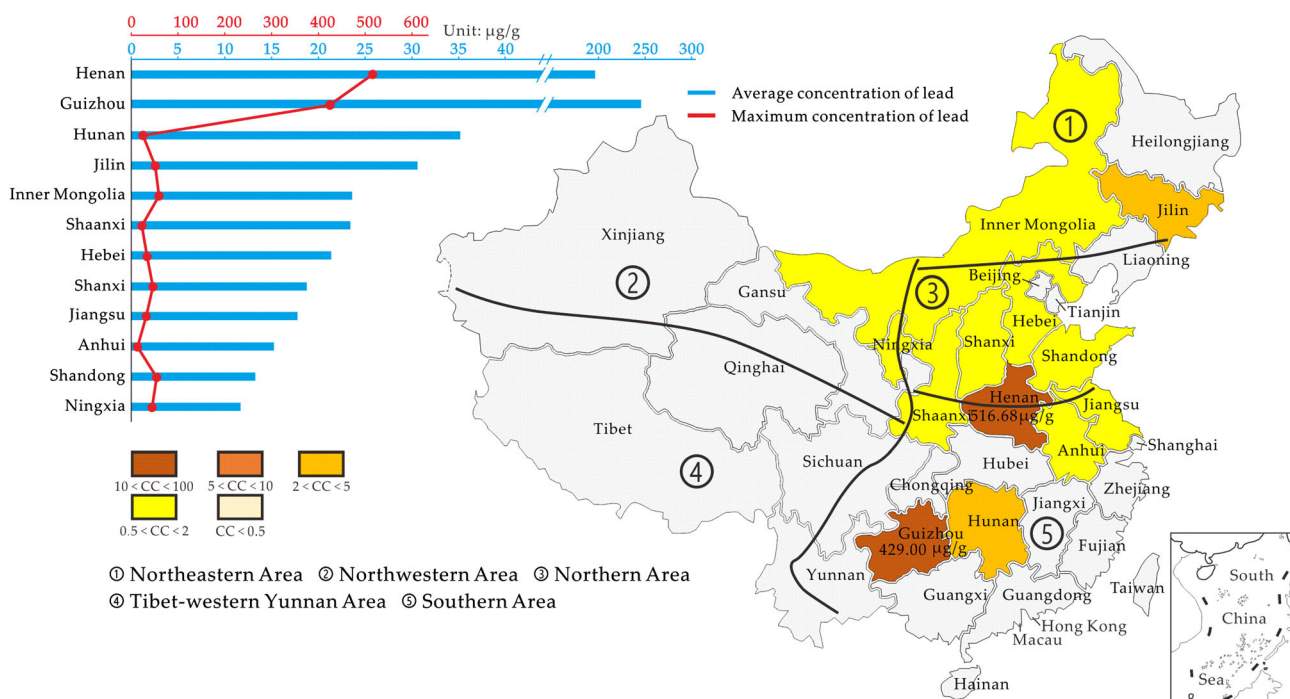 0 100 200 300 300 500 600
Unit: μg/g
0 5 10 15 20 25 30 35 40 200 300
Henan
Guizhou
Hunan
Jilin
Inner Mongolia
Shaanxi
Hebei
Shanxi
Jiangsu
Anhui
Shandong
Ningxia
Average concentration of lead
Maximum concentration of lead
①
Heilongjiang
Jilin
Inner Mongolia
Liaoning
Xinjiang
②
Gansu
③
Beijing
Tianjin
Hebei
Ningxia
Shanxi
Shandong
Qinghai
Henan
516.68μg/g
Shaanxi
Jiangsu
Tibet
④
Sichuan
Anhui
Shanghai
Hubei
Chongqing
Jiangxi
Zhejiang
Hunan
⑤
Guizhou
429.00 μg/g
Fujian
Yunnan
Guangxi
Guangdong
Taiwan
Hong Kong
Macau
Hainan
South
China
Sea
10<CC<100
5<CC<10
2<CC<5
0.5<CC<2
CC<0.5
① Northeastern Area ② Northwestern Area ③ Northern Area
④ Tibet-western Yunnan Area ⑤ Southern Area